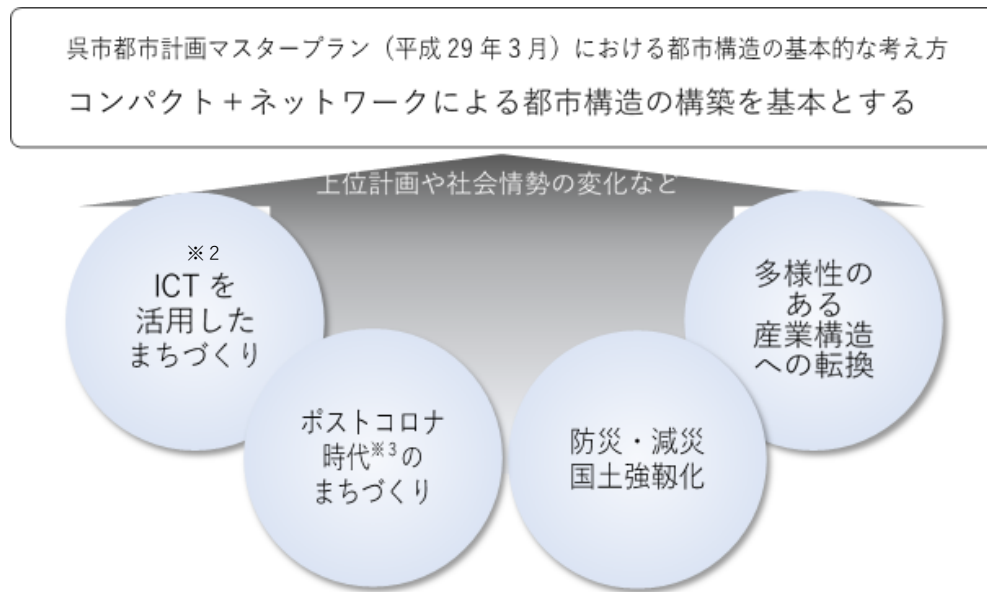 呉市都市計画マスタープラン（平成29年3月）における都市構造の基本的な考え方
コンパクト＋ネットワークによる都市構造の構築を基本とする
上位計画や社会情勢の変化など
※2
ICTを
活用した
まちづくり
ポストコロナ
時代※3の
まちづくり
防災・減災
国土強靱化
多様性の
ある
産業構造
への転換